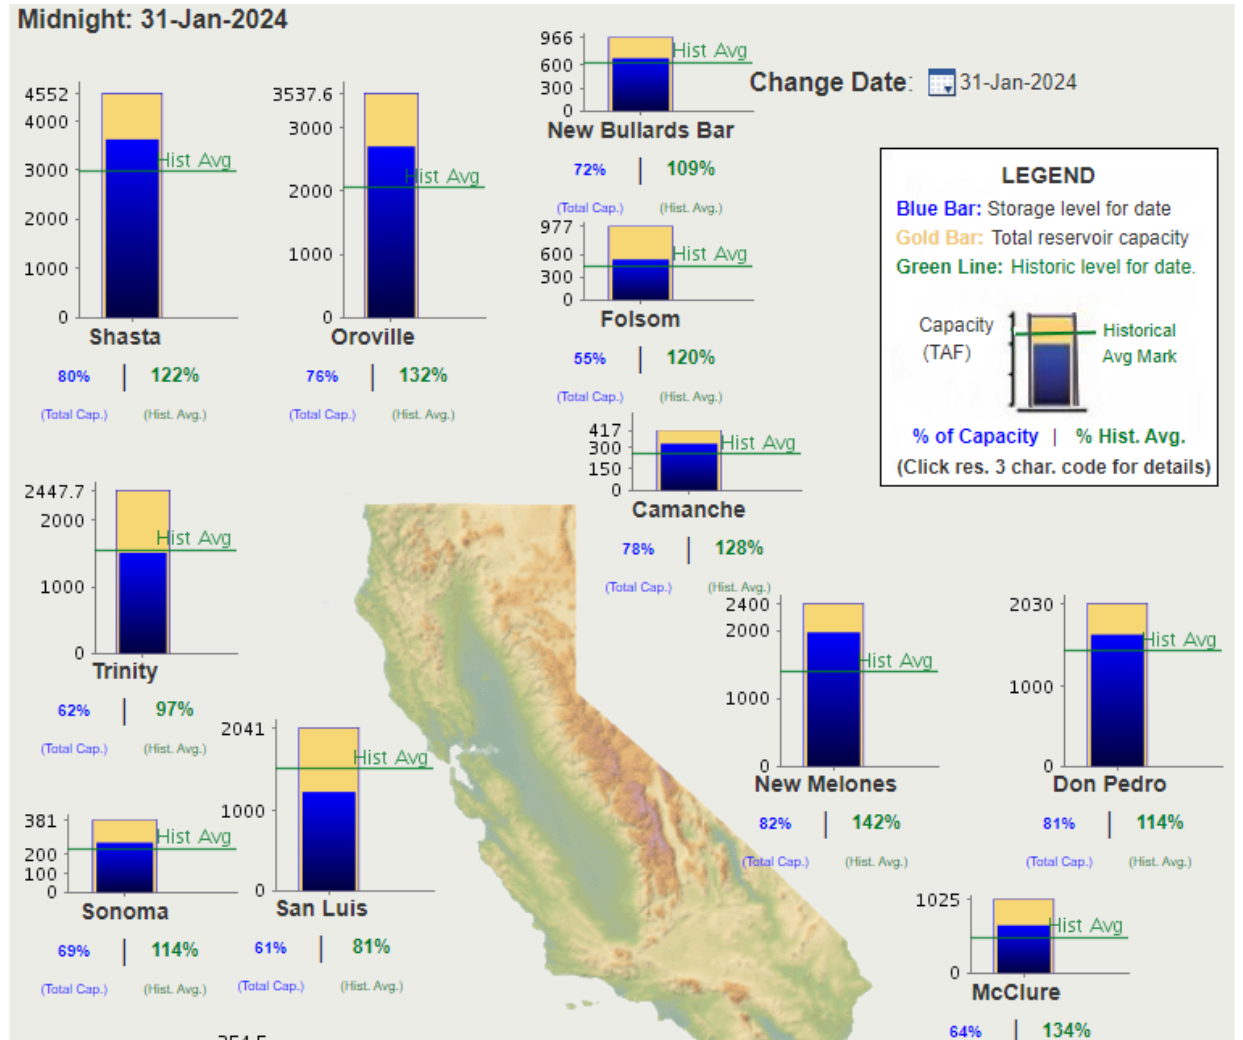 Midnight: 31-Jan-2024
966
600
300
0
Hist Avg
New Bullards Bar
72% | 109%
(Total Cap.) (Hist. Avg.)
Change Date: 31-Jan-2024
4552
4000
3000
2000
1000
0
Hist Avg
Shasta
80% | 122%
(Total Cap.) (Hist. Avg.)
3537.6
3000
2000
1000
0
Hist Avg
Oroville
76% | 132%
(Total Cap.) (Hist. Avg.)
977
600
300
0
Hist Avg
Folsom
55% | 120%
(Total Cap.) (Hist. Avg.)
LEGEND
Blue Bar: Storage level for date
Gold Bar: Total reservoir capacity
Green Line: Historic level for date.
Capacity
(TAF)
Historical
Avg Mark
% of Capacity | % Hist. Avg.
(Click res. 3 char. code for details)
417
300
150
0
Hist Avg
Camanche
78% | 128%
(Total Cap.) (Hist. Avg.)
2447.7
2000
1000
0
Hist Avg
Trinity
62% | 97%
(Total Cap.) (Hist. Avg.)
2400
2000
1000
0
Hist Avg
New Melones
82% | 142%
(Total Cap.) (Hist. Avg.)
2030
1000
0
Hist Avg
Don Pedro
81% | 114%
(Total Cap.) (Hist. Avg.)
2041
1000
0
Hist Avg
San Luis
61% | 81%
(Total Cap.) (Hist. Avg.)
381
200
100
0
Hist Avg
Sonoma
69% | 114%
(Total Cap.) (Hist. Avg.)
1025
0
Hist Avg
McClure
64% | 134%